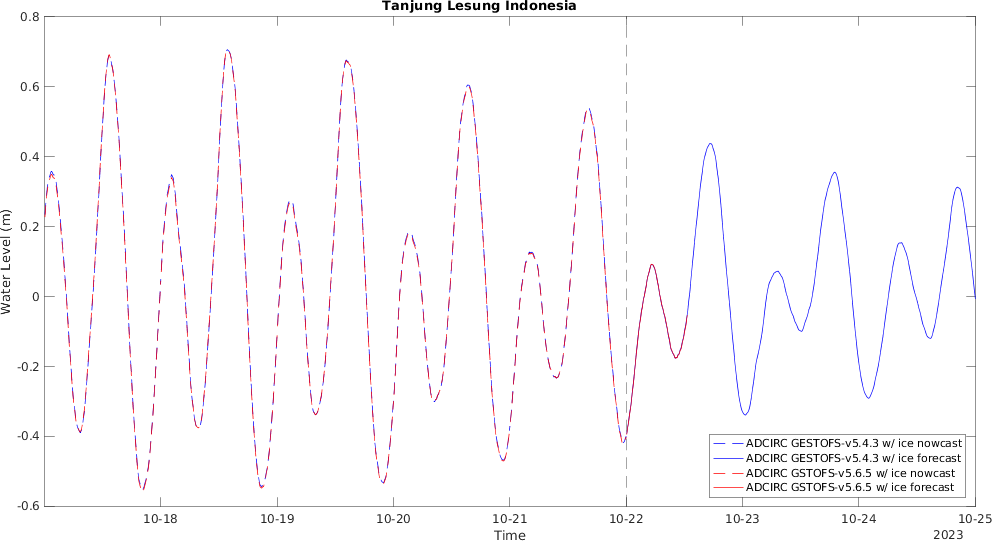 Tanjung Lesung Indonesia
Water Level (m)
0.8
0.6
0.4
0.2
0
-0.2
-0.4
-0.6
ADCIRC GESTOFS-v5.4.3 w/ ice nowcast
ADCIRC GESTOFS-v5.4.3 w/ ice forecast
ADCIRC GSTOFS-v5.6.5 w/ ice nowcast
ADCIRC GSTOFS-v5.6.5 w/ ice forecast
10-18 10-19 10-20 10-21 10-22 10-23 10-24 10-25
Time
2023